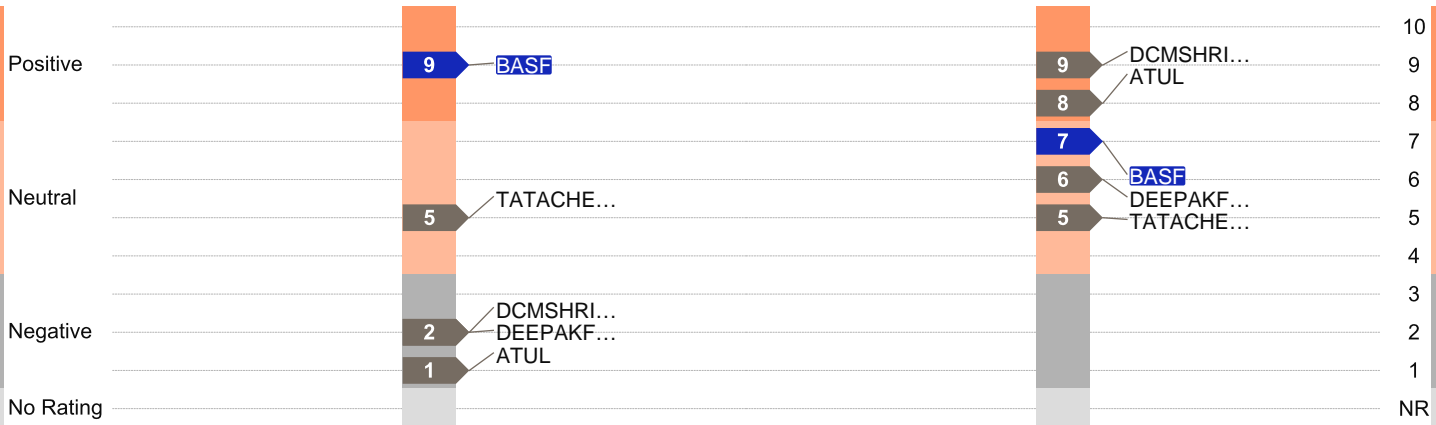 10
DCMSHRI...
Positive
9
BASF
9
9
ATUL
8
8
7
7
BASF
6
6
Neutral
TATACHE...
DEEPAKF...
5
5
TATACHE...
5
4
3
DCMSHRI...
Negative
2
DEEPAKF...
2
ATUL
1
1
No Rating
NR